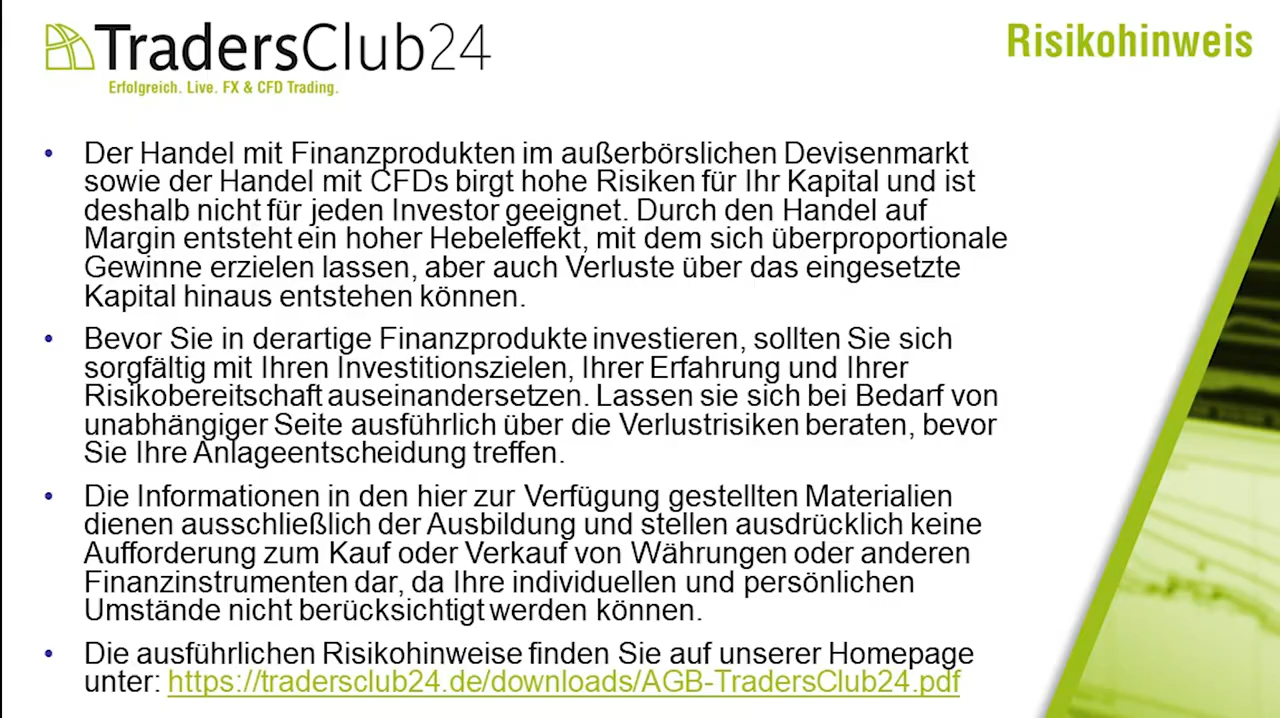 TradersClub24
Risikohinweis
Erfolgreich. Live. FX & CFD Trading.
• Der Handel mit Finanzprodukten im außerbörslichen Devisenmarkt
sowie der Handel mit CFDs birgt hohe Risiken für Ihr Kapital und ist
deshalb nicht für jeden Investor geeignet. Durch den Handel auf
Margin entsteht ein hoher Hebeleffekt, mit dem sich überproportionale
Gewinne erzielen lassen, aber auch Verluste über das eingesetzte
Kapital hinaus entstehen können.
• Bevor Sie in derartige Finanzprodukte investieren, sollten Sie sich
sorgfältig mit Ihren Investitionszielen, Ihrer Erfahrung und Ihrer
Risikobereitschaft auseinandersetzen. Lassen sie sich bei Bedarf von
unabhängiger Seite ausführlich über die Verlustrisiken beraten, bevor
Sie Ihre Anlageentscheidung treffen.
• Die Informationen in den hier zur Verfügung gestellten Materialien
dienen ausschließlich der Ausbildung und stellen ausdrücklich keine
Aufforderung zum Kauf oder Verkauf von Währungen oder anderen
Finanzinstrumenten dar, da Ihre individuellen und persönlichen
Umstände nicht berücksichtigt werden können.
• Die ausführlichen Risikohinweise finden Sie auf unserer Homepage
unter: https://tradersclub24.de/downloads/AGB-TradersClub24.pdf